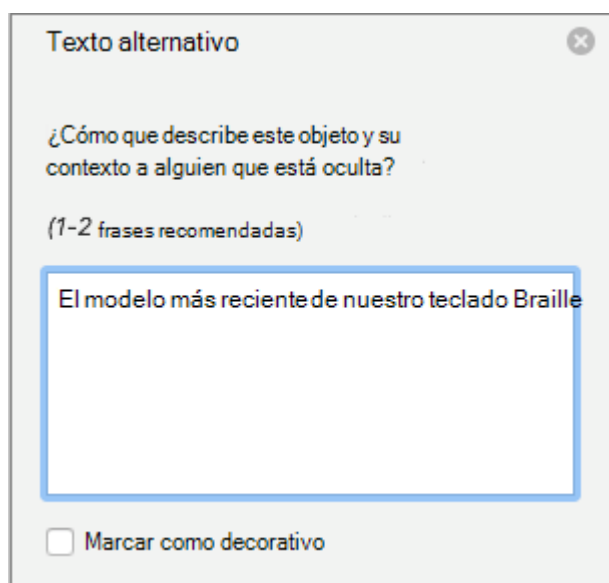 Texto alternativo
¿Cómo que describe este objeto y su
contexto a alguien que está oculta?
(1-2 frases recomendadas)
El modelo más reciente de nuestro teclado Braille
Marcar como decorativo